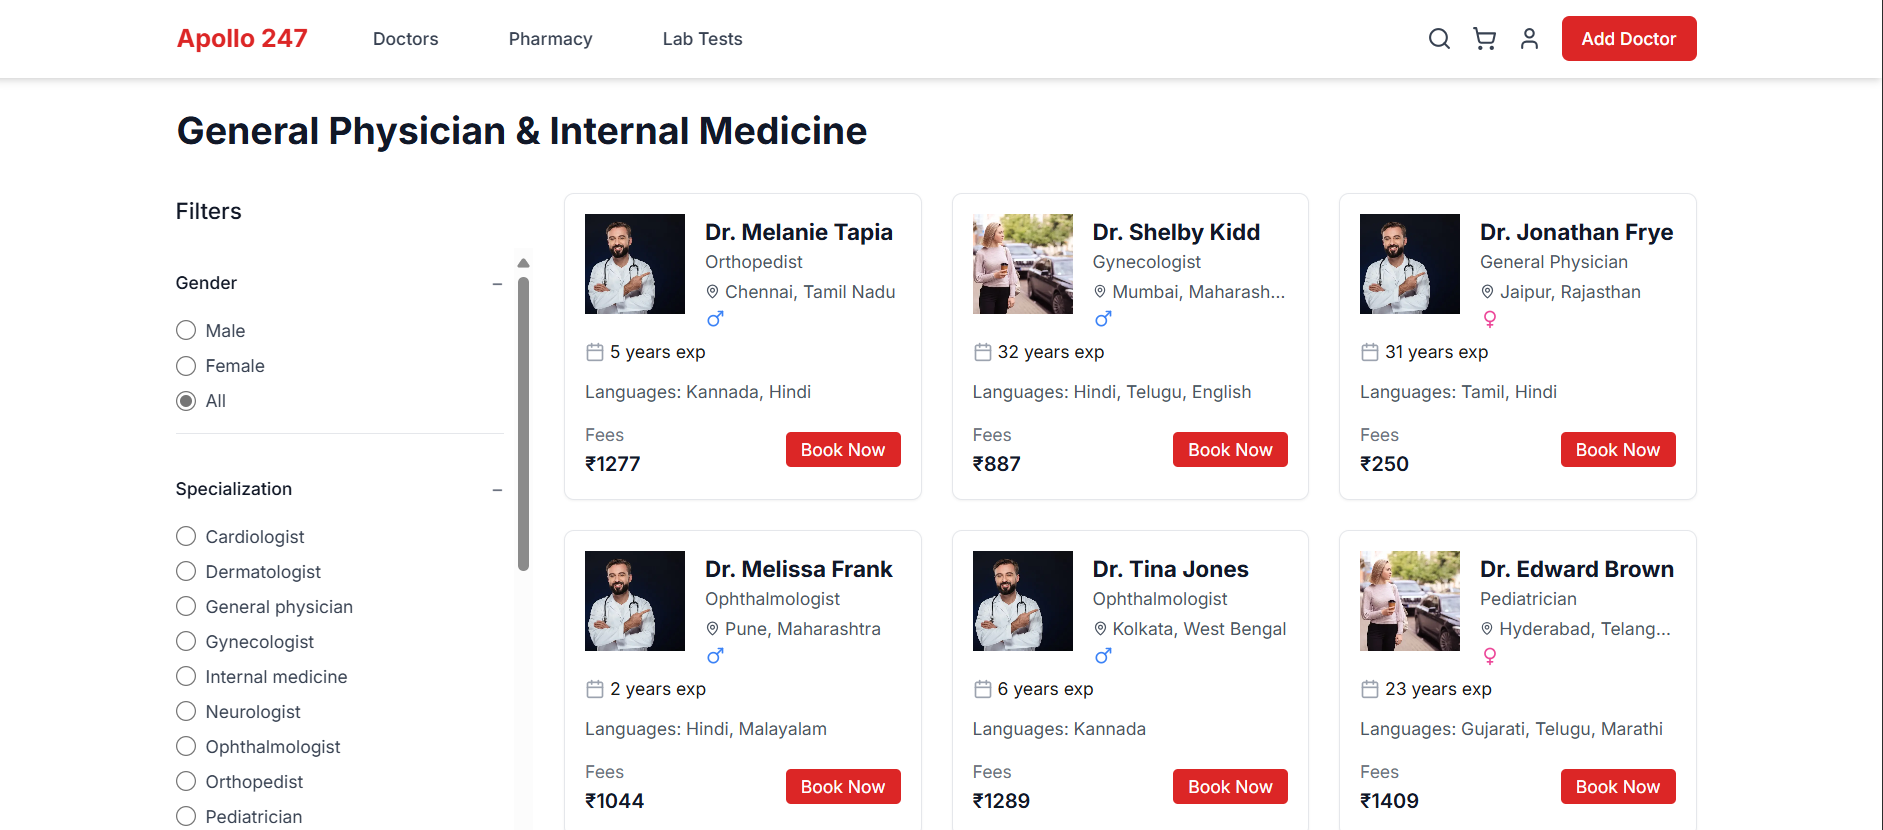 Apollo 247
Doctors
Pharmacy
Lab Tests
Add Doctor
General Physician & Internal Medicine
Filters
Gender
Male
Female
All
Specialization
Cardiologist
Dermatologist
General physician
Gynecologist
Internal medicine
Neurologist
Ophthalmologist
Orthopedist
Pediatrician
Dr. Melanie Tapia
Orthopedist
Chennai, Tamil Nadu
5 years exp
Languages: Kannada, Hindi
Fees
₹1277
Book Now
Dr. Shelby Kidd
Gynecologist
Mumbai, Maharash...
32 years exp
Languages: Hindi, Telugu, English
Fees
₹887
Book Now
Dr. Jonathan Frye
General Physician
Jaipur, Rajasthan
31 years exp
Languages: Tamil, Hindi
Fees
₹250
Book Now
Dr. Melissa Frank
Ophthalmologist
Pune, Maharashtra
2 years exp
Languages: Hindi, Malayalam
Fees
₹1044
Book Now
Dr. Tina Jones
Ophthalmologist
Kolkata, West Bengal
6 years exp
Languages: Kannada
Fees
₹1289
Book Now
Dr. Edward Brown
Pediatrician
Hyderabad, Telang...
23 years exp
Languages: Gujarati, Telugu, Marathi
Fees
₹1409
Book Now